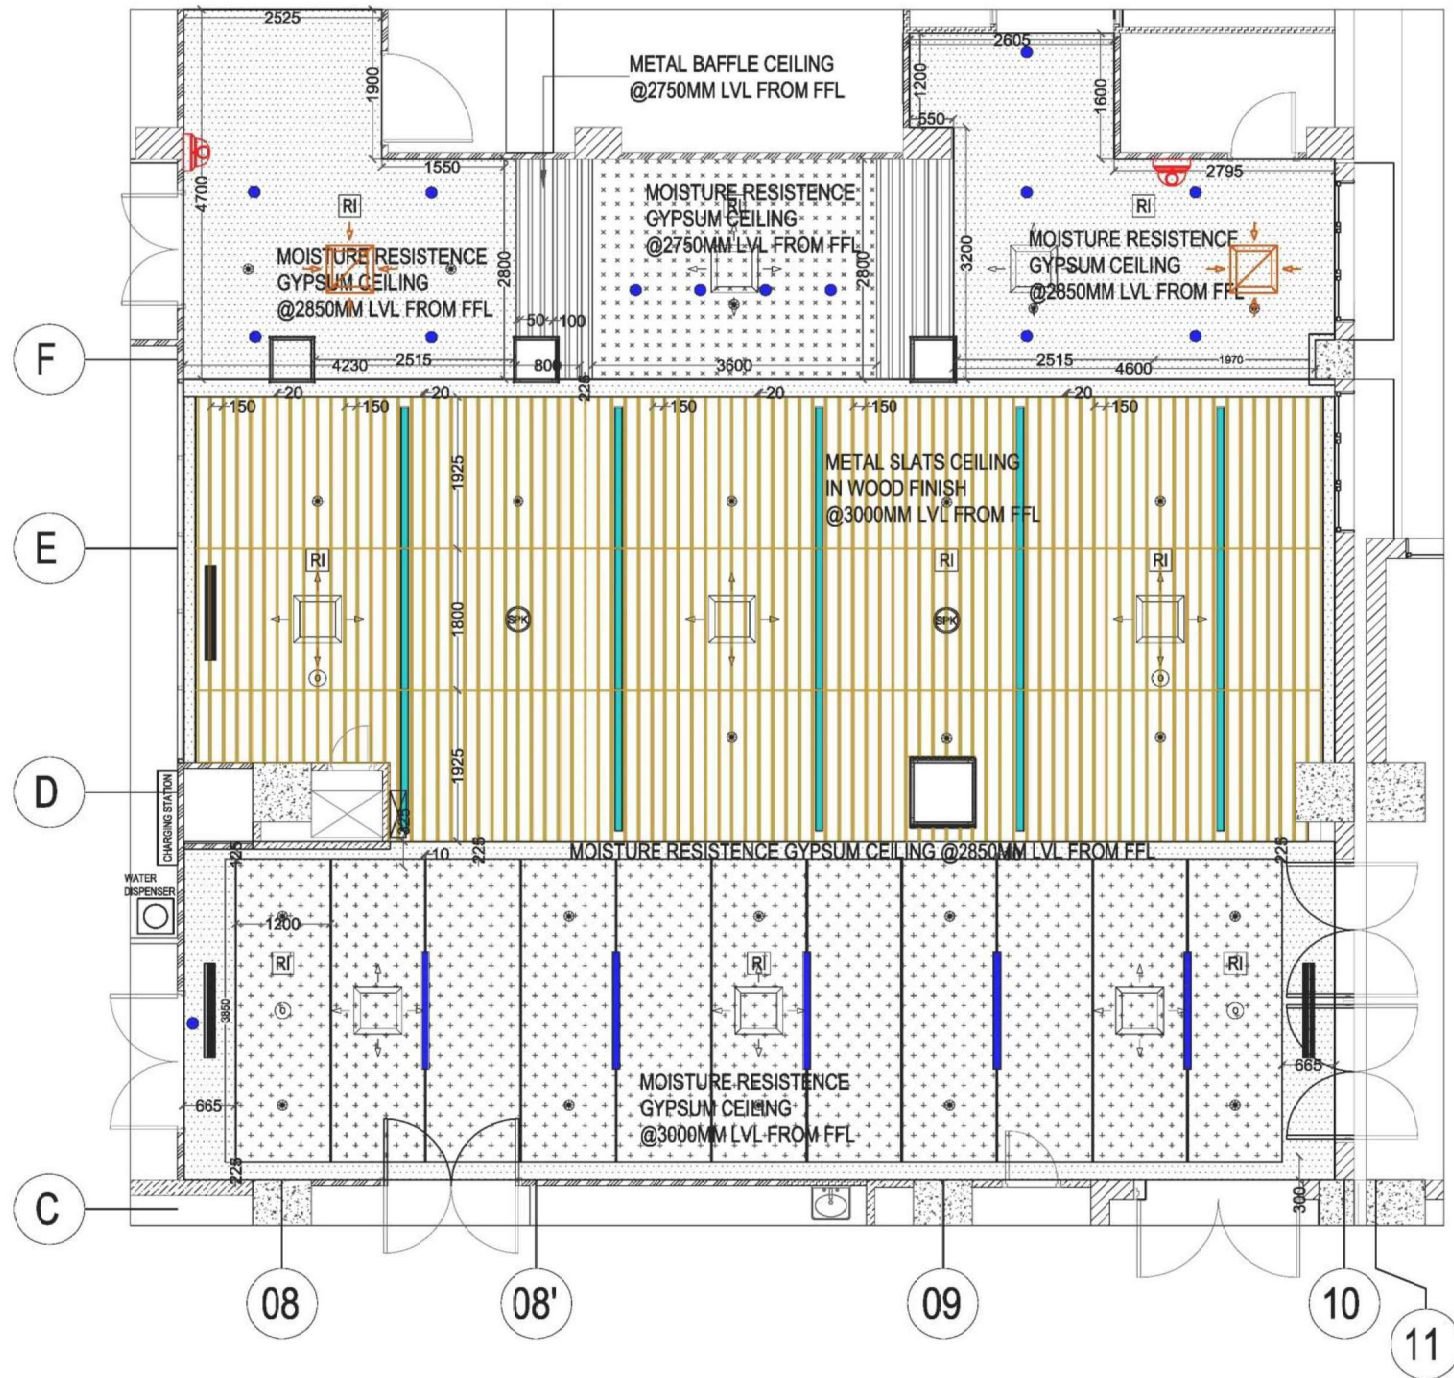 2525
2605
METAL BAFFLE CEILING
@2750MM LVL FROM FFL
1900
1200
1600
550
1550
2795
4700
RI
MOISTURE RESISTENCE
GYPSUM CEILING
@2850MM LVL FROM FFL
2800
MOISTURE RESISTENCE
RI
GYPSUM CEILING
@2750MM LVL FROM FFL
2800
3200
RI
MOISTURE RESISTENCE
GYPSUM CEILING
@2850MM LVL FROM FFL
50
100
F
4230
2515
800
225
3600
2515
4600
1970
150
20
150
20
150
20
150
20
150
1925
METAL SLATS CEILING
IN WOOD FINISH
@3000MM LVL FROM FFL
E
RI
RI
RI
1800
SPK
SPK
D
CHARGING STATION
1925
325
425
10
225
MOISTURE RESISTENCE GYPSUM CEILING @2850MM LVL FROM FFL
225
WATER
DISPENSER
1200
RI
RI
RI
3850
665
665
MOISTURE RESISTENCE
GYPSUM CEILING
@3000MM LVL FROM FFL
225
300
C
08
08'
09
10
11